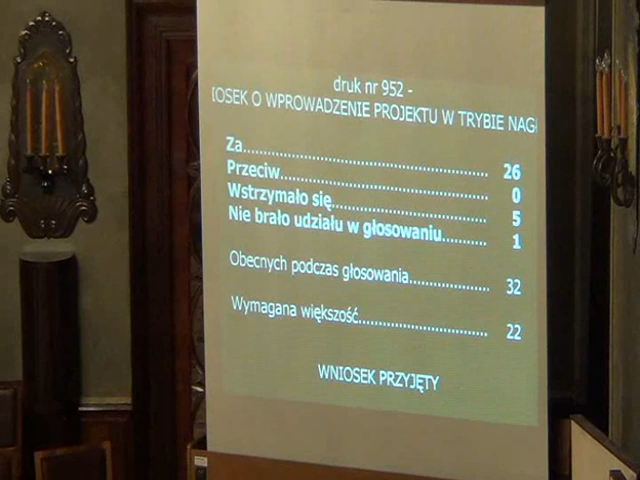 druk nr 952 -
IOSEK O WPROWADZENIE PROJEKTU W TRYBIE NAG
Za........................................................ 26
Przeciw................................................ 0
Wstrzymało się.................................... 5
Nie brało udziału w głosowaniu.......... 1
Obecnych podczas głosowania.................. 32
Wymagana większość............................. 22
WNIOSEK PRZYJĘTY